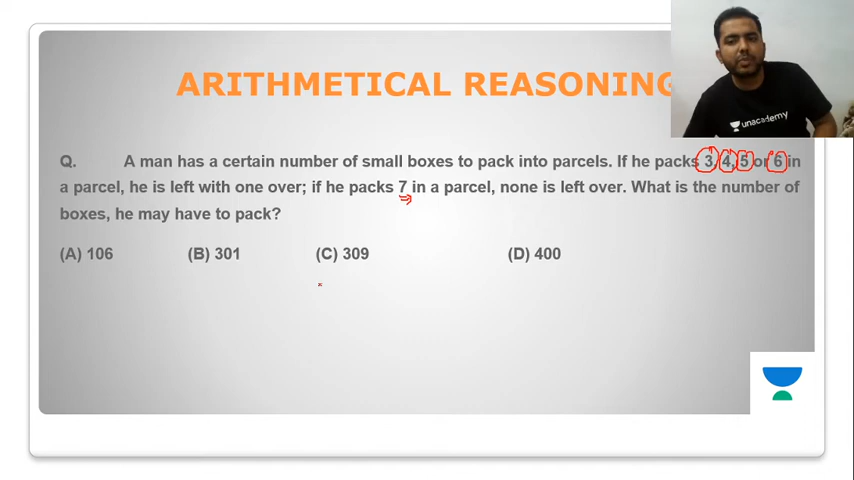 ARITHMETICAL REASONING
unacademy
Q. A man has a certain number of small boxes to pack into parcels. If he packs 3, 4, 5 or 6 in
a parcel, he is left with one over; if he packs 7 in a parcel, none is left over. What is the number of
boxes, he may have to pack?
(A) 106 (B) 301 (C) 309 (D) 400